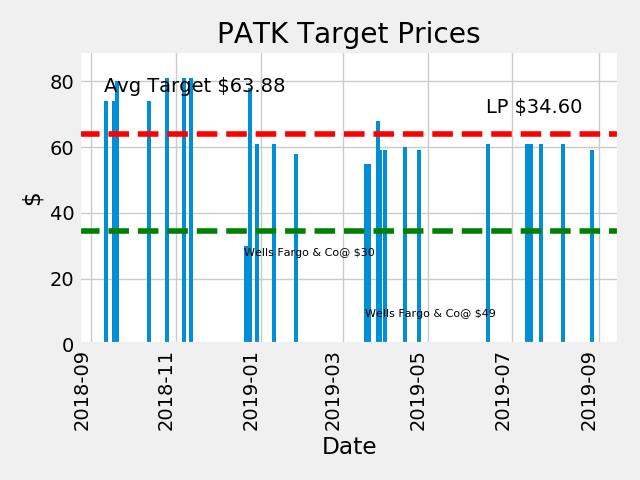 PATK Target Prices
Avg Target $63.88
LP $34.60
Wells Fargo & Co@ $30
Wells Fargo & Co@ $49
80
60
40
20
0
$
2018-09
2018-11
2019-01
2019-03
2019-05
2019-07
2019-09
Date